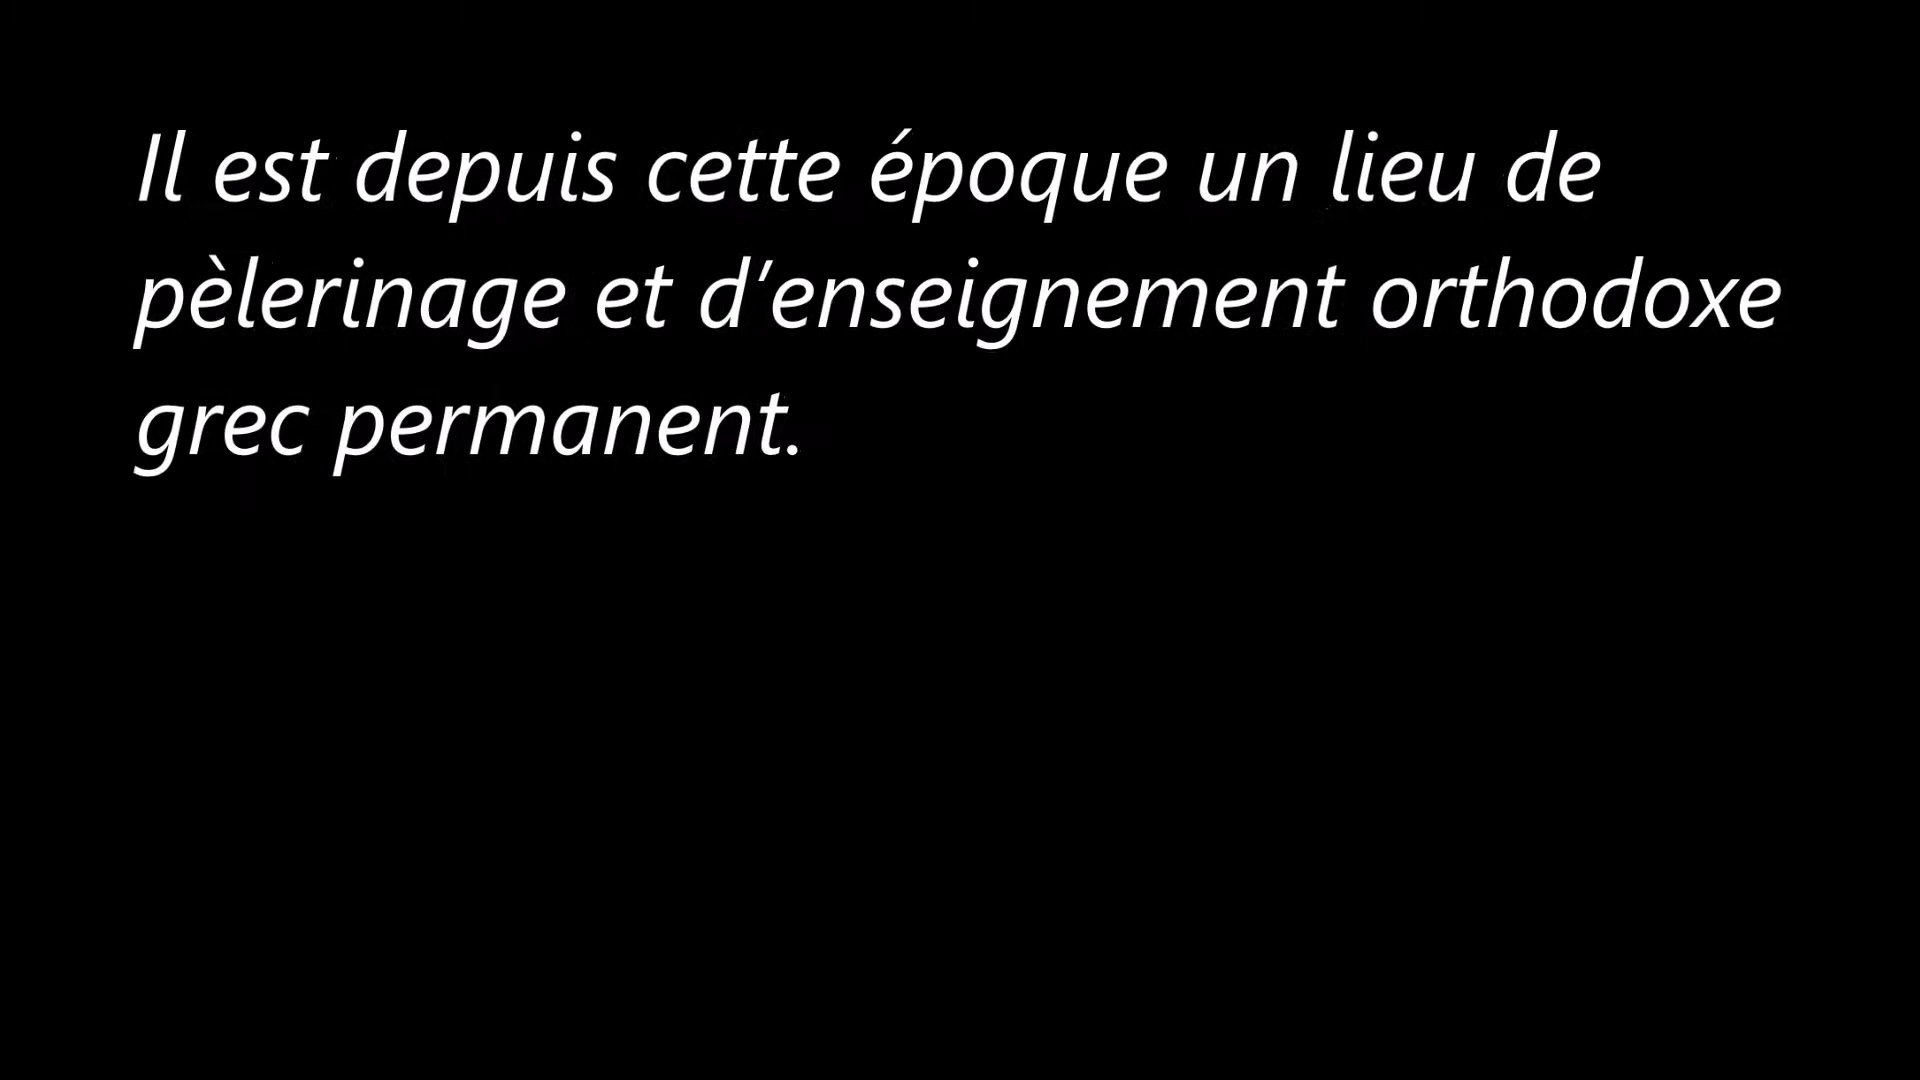 Il est depuis cette époque un lieu de
pèlerinage et d’enseignement orthodoxe
grec permanent.